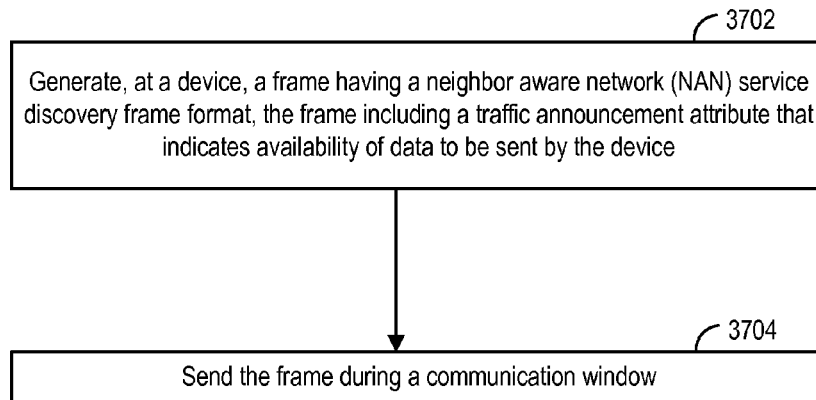 3702
Generate, at a device, a frame having a neighbor aware network (NAN) service
discovery frame format, the frame including a traffic announcement attribute that
indicates availability of data to be sent by the device
3704
Send the frame during a communication window